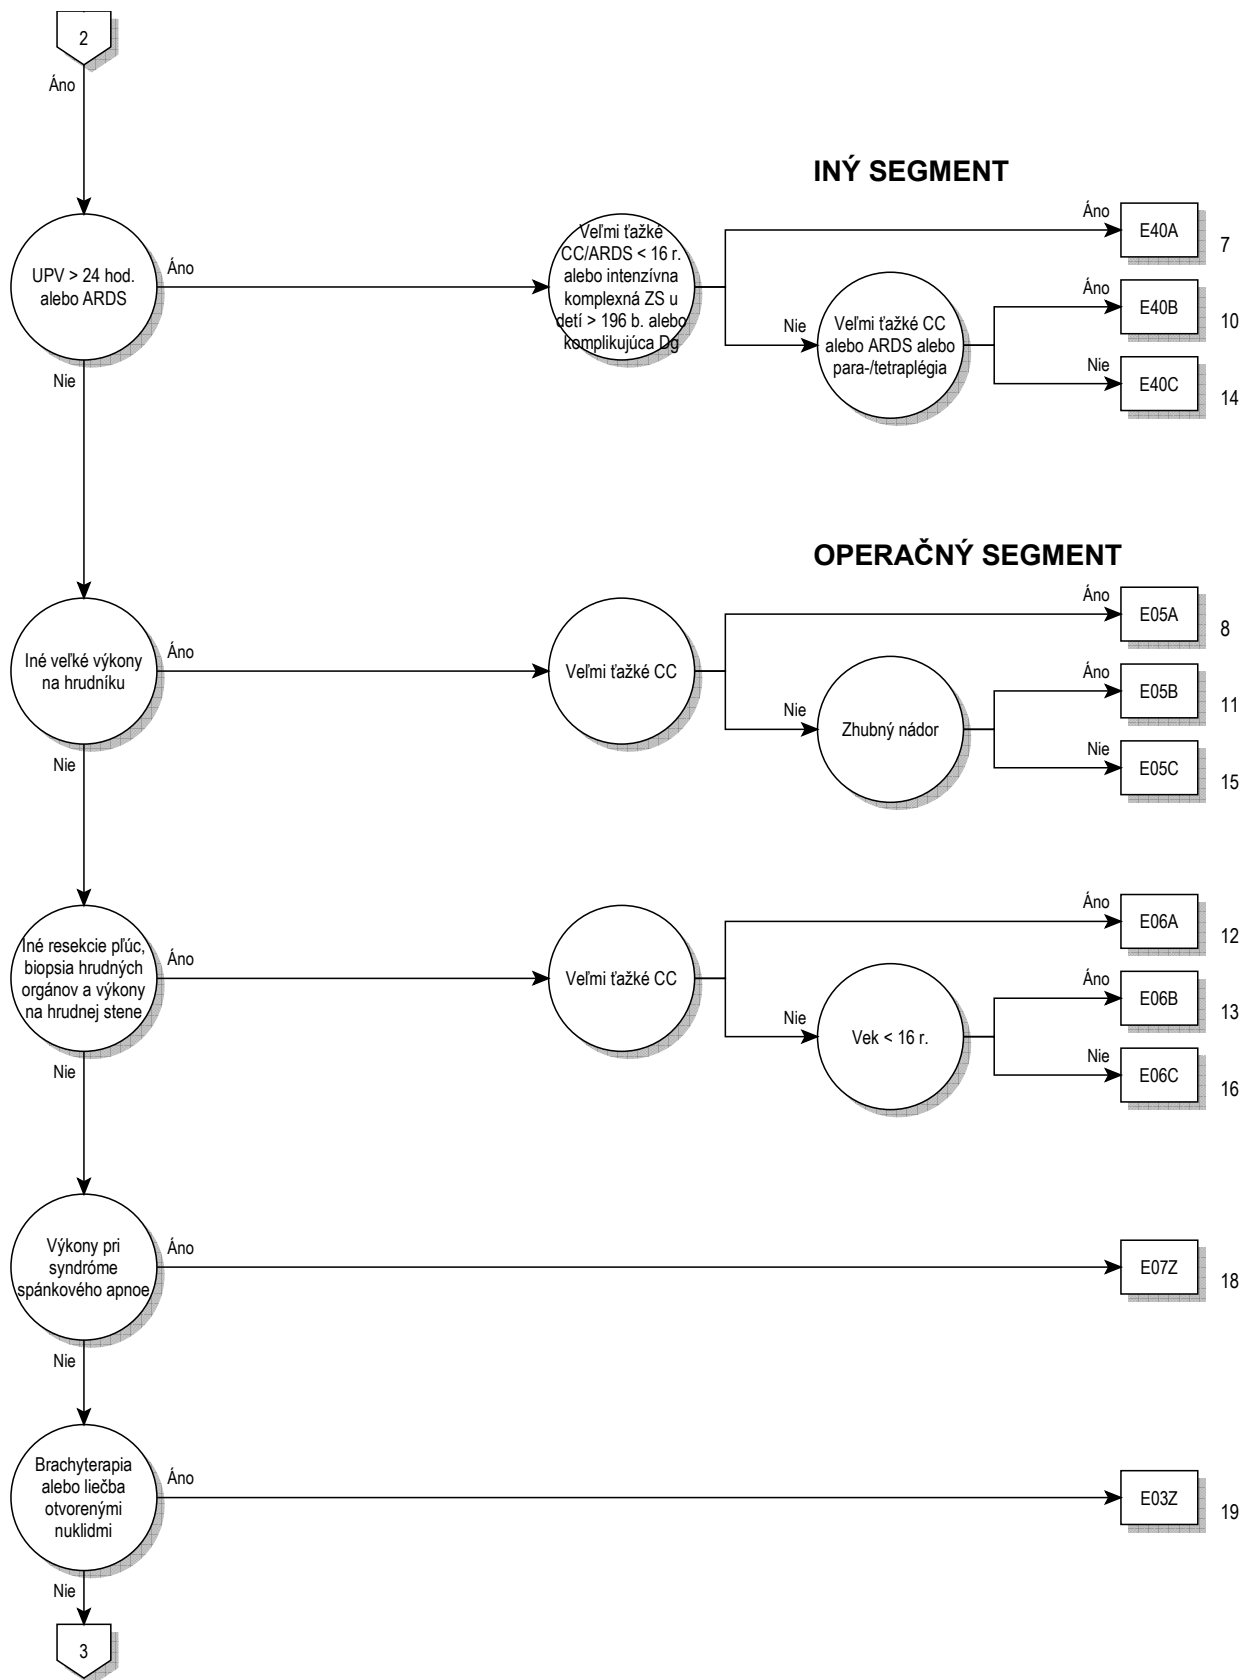 2
Áno
INÝ SEGMENT
UPV > 24 hod.
alebo ARDS
Áno
Veľmi ťažké
CC/ARDS < 16 r.
alebo intenzívna
komplexná ZS u
detí > 196 b. alebo
komplikujúca Dg
Áno
E40A
7
Nie
Veľmi ťažké CC
alebo ARDS alebo
para-/tetraplégia
Áno
E40B
10
Nie
E40C
14
Nie
OPERAČNÝ SEGMENT
Iné veľké výkony
na hrudníku
Áno
Veľmi ťažké CC
Áno
E05A
8
Nie
Zhubný nádor
Áno
E05B
11
Nie
E05C
15
Nie
Iné resekcie pľúc,
biopsia hrudných
orgánov a výkony
na hrudnej stene
Áno
Veľmi ťažké CC
Áno
E06A
12
Nie
Vek < 16 r.
Áno
E06B
13
Nie
E06C
16
Nie
Výkony pri
syndróme
spánkového apnoe
Áno
E07Z
18
Nie
Brachyterapia
alebo liečba
otvorenými
nuklidmi
Áno
E03Z
19
Nie
3